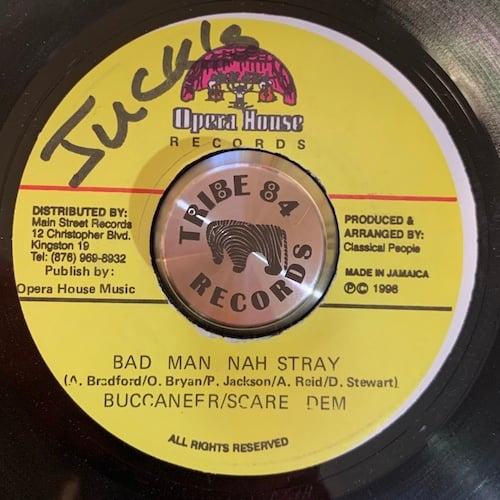 Juckls
Opera House
RECORDS
DISTRIBUTED BY:
Main Street Records
12 Christopher Blvd.
Kingston 19
Tel: (876) 969-8932
Publish by:
Opera House Music
TRIBE 84
RECORDS
PRODUCED &
ARRANGED BY:
Classical People
MADE IN JAMAICA
℗© 1998
BAD MAN NAH STRAY
(A. Bradford/O. Bryan/P. Jackson/A. Reid/D. Stewart)
BUCCANEER/SCARE DEM
ALL RIGHTS RESERVED